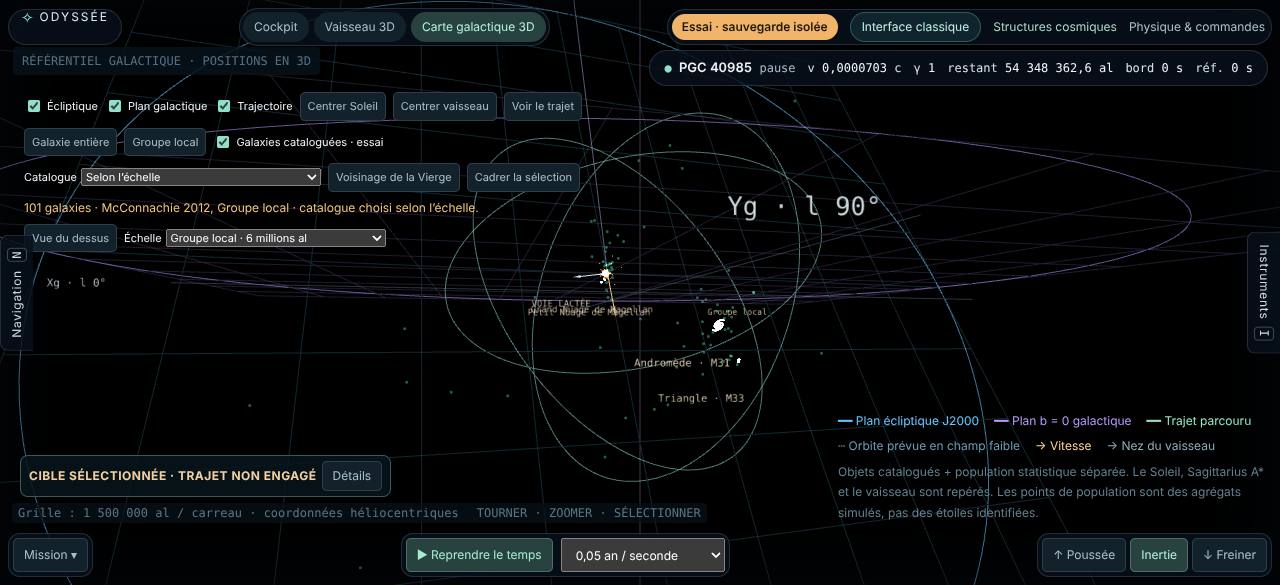 ✧ ODYSSÉE
Cockpit Vaisseau 3D Carte galactique 3D
Essai · sauvegarde isolée Interface classique Structures cosmiques Physique & commandes
RÉFÉRENTIEL GALACTIQUE · POSITIONS EN 3D
● PGC 40985 pause v 0,0000703 c γ 1 restant 54 348 362,6 al bord 0 s réf. 0 s
Écliptique Plan galactique Trajectoire Centrer Soleil Centrer vaisseau Voir le trajet
Galaxie entière Groupe local Galaxies cataloguées · essai
Catalogue Selon l’échelle Voisinage de la Vierge Cadrer la sélection
101 galaxies · McConnachie 2012, Groupe local · catalogue choisi selon l’échelle.
Vue du dessus Échelle Groupe local · 6 millions al
Yg · l 90°
Navigation N
Xg · l 0°
Instruments I
VOIE LACTÉE
Petit Nuage de Magellan
Groupe local
Andromède · M31
Triangle · M33
Plan écliptique J2000 Plan b = 0 galactique Trajet parcouru
Orbite prévue en champ faible → Vitesse → Nez du vaisseau
Objets catalogués + population statistique séparée. Le Soleil, Sagittarius A*
et le vaisseau sont repérés. Les points de population sont des agrégats
simulés, pas des étoiles identifiées.
CIBLE SÉLECTIONNÉE · TRAJET NON ENGAGÉ Détails
Grille : 1 500 000 al / carreau · coordonnées héliocentriques TOURNER · ZOOMER · SÉLECTIONNER
Mission ▾
▶ Reprendre le temps 0,05 an / seconde
↑ Poussée Inertie ↓ Freiner